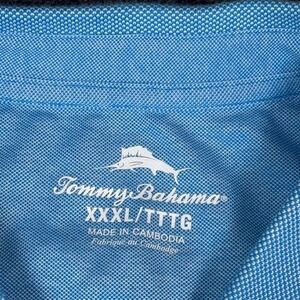 Tommy Bahama®
XXXL/TTTG
MADE IN CAMBODIA
Fabriqué au Cambodge